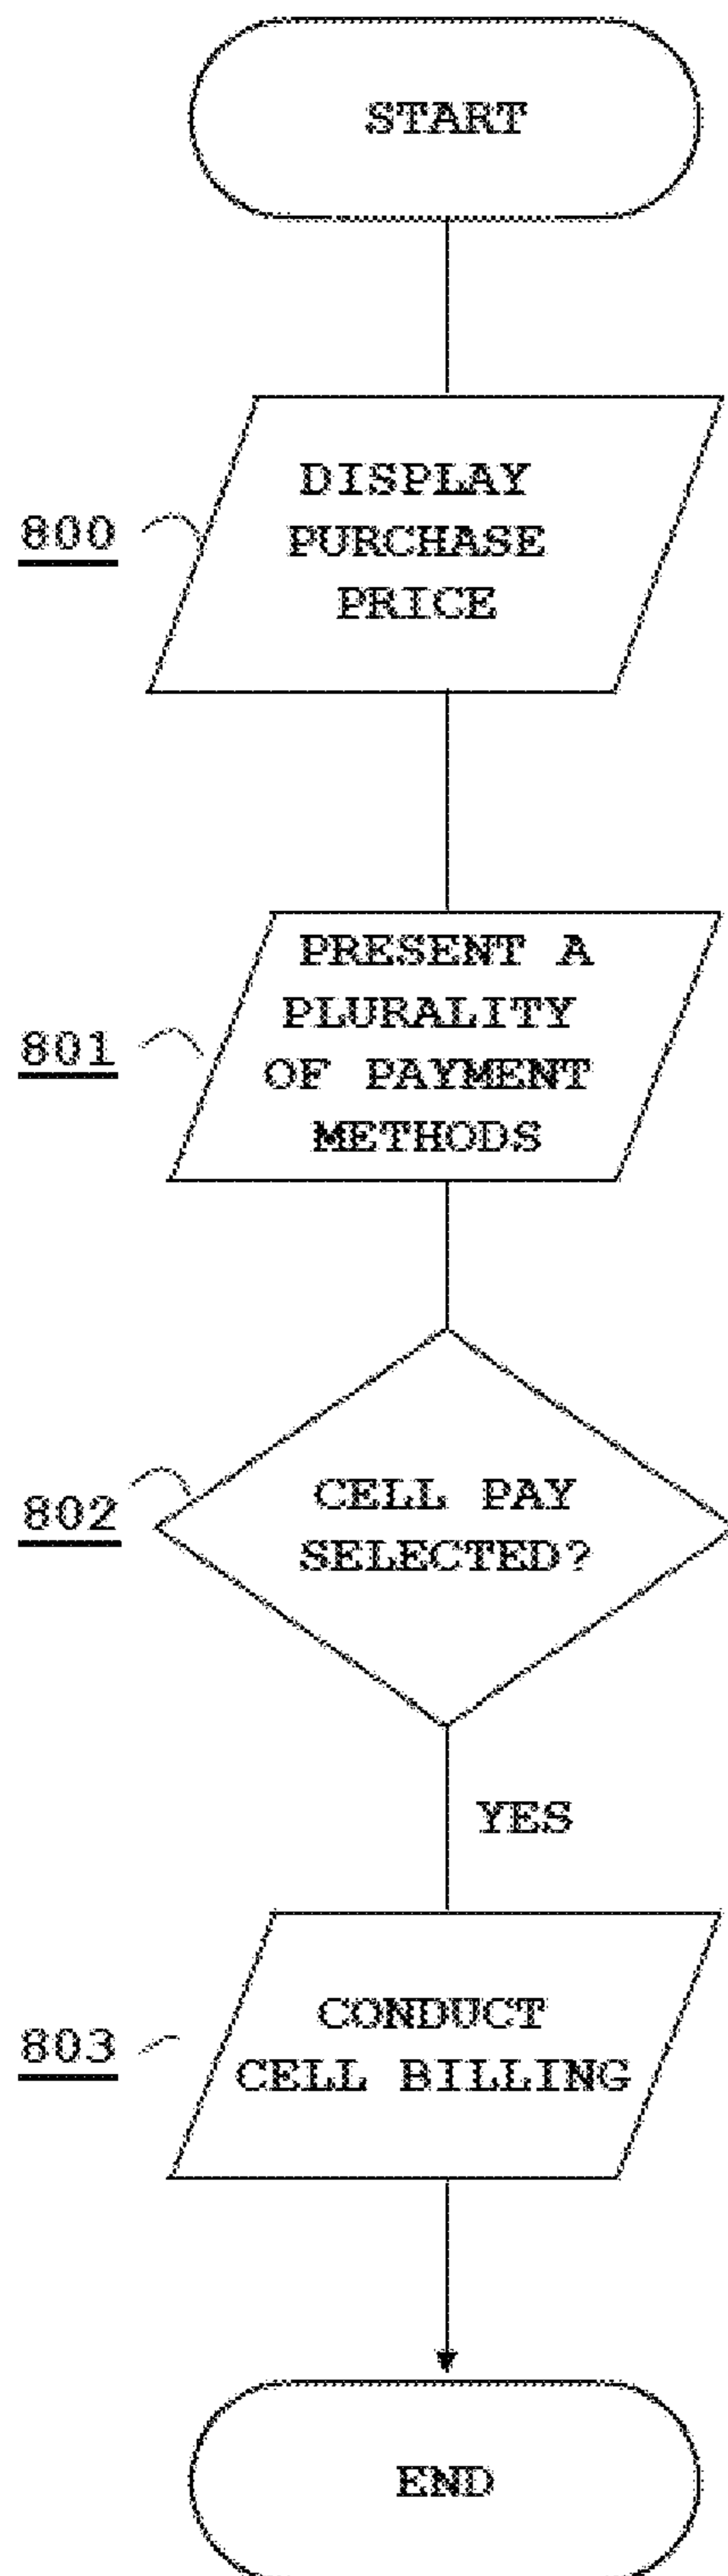 START
800
DISPLAY
PURCHASE
PRICE
801
PRESENT A
PLURALITY
OF PAYMENT
METHODS
802
CELL PAY
SELECTED?
YES
803
CONDUCT
CELL BILLING
END